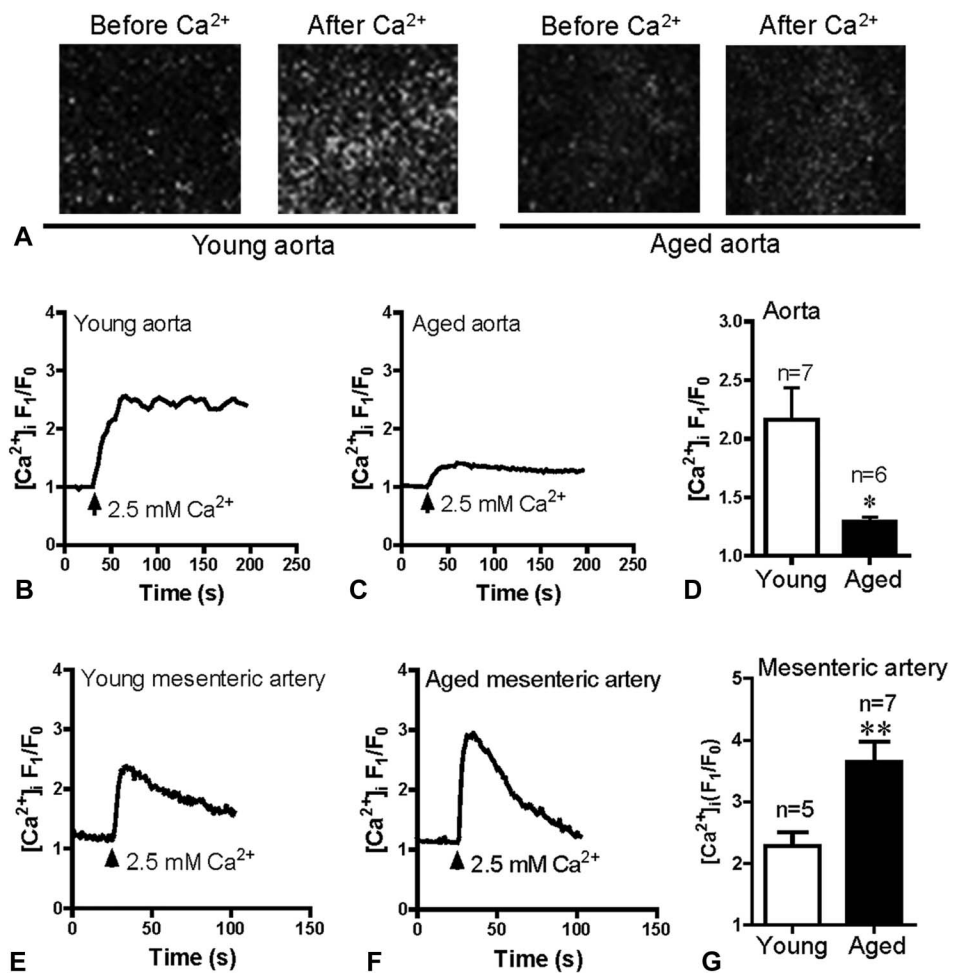 Before Ca²⁺ After Ca²⁺ Before Ca²⁺ After Ca²⁺
A
Young aorta Aged aorta
Young aorta
[Ca²⁺]ᵢ F₁/F₀
4
3
2
1
0
2.5 mM Ca²⁺
0 50 100 150 200 250
Time (s)
B
Aged aorta
[Ca²⁺]ᵢ F₁/F₀
4
3
2
1
0
2.5 mM Ca²⁺
0 50 100 150 200 250
Time (s)
C
Aorta
[Ca²⁺]ᵢ F₁/F₀
3.0
2.5
2.0
1.5
1.0
n=7
n=6
*
Young Aged
D
Young mesenteric artery
[Ca²⁺]ᵢ F₁/F₀
4
3
2
1
0
2.5 mM Ca²⁺
0 50 100 150
Time (s)
E
Aged mesenteric artery
[Ca²⁺]ᵢ F₁/F₀
4
3
2
1
0
2.5 mM Ca²⁺
0 50 100 150
Time (s)
F
Mesenteric artery
[Ca²⁺]ᵢ(F₁/F₀)
5
4
3
2
1
n=5
n=7
**
Young Aged
G